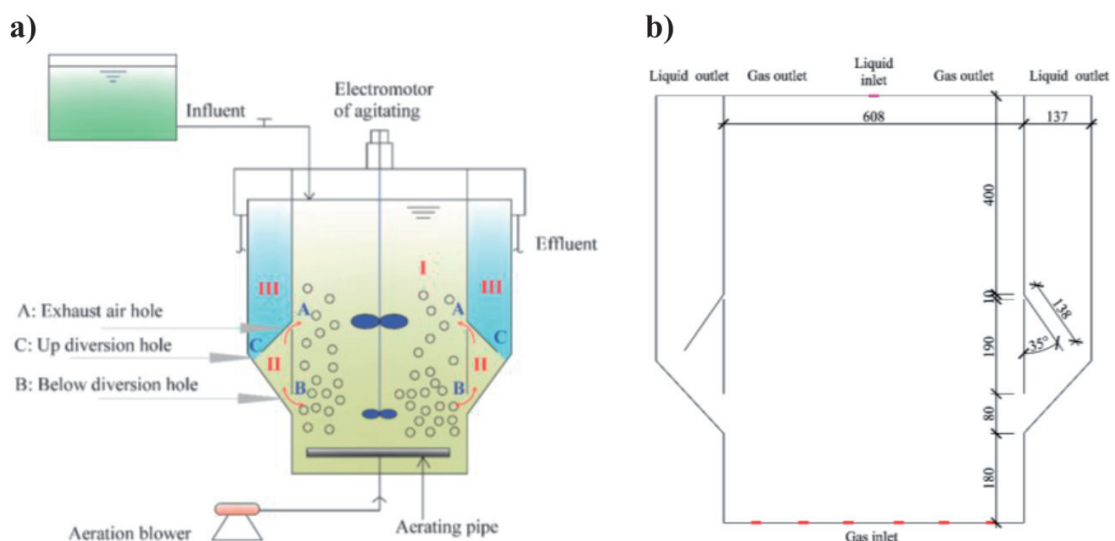 a)
Influent
Electromotor
of agitating
Effluent
I
III
III
A
A
C
C
II
II
B
B
A: Exhaust air hole
C: Up diversion hole
B: Below diversion hole
Aeration blower
Aerating pipe
b)
Liquid outlet
Gas outlet
Liquid
inlet
Gas outlet
Liquid outlet
608
137
400
10
138
35°
190
80
180
Gas inlet